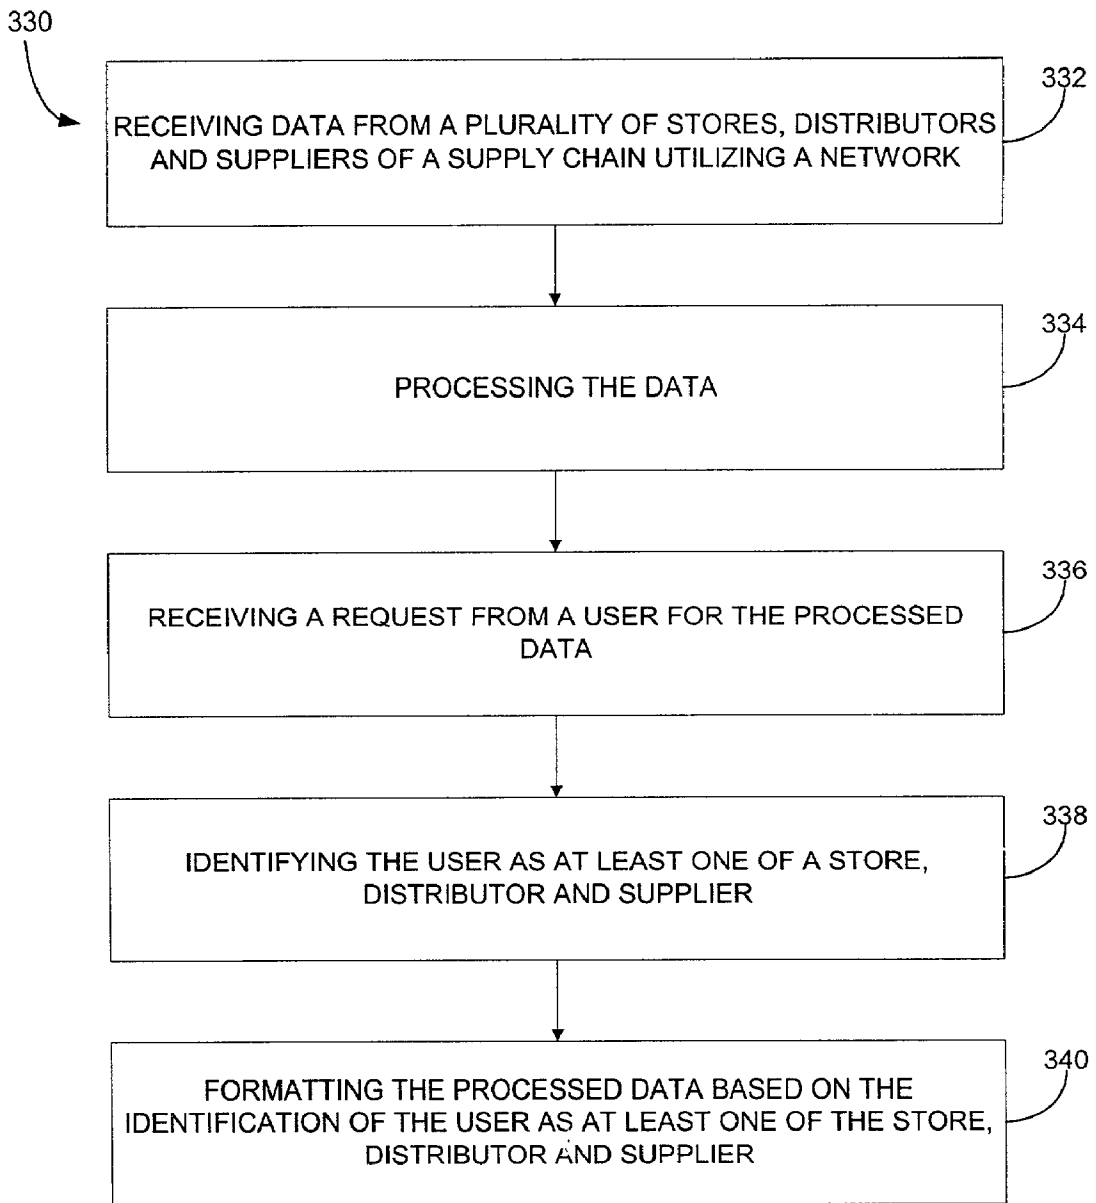 330
332
RECEIVING DATA FROM A PLURALITY OF STORES, DISTRIBUTORS
AND SUPPLIERS OF A SUPPLY CHAIN UTILIZING A NETWORK
334
PROCESSING THE DATA
336
RECEIVING A REQUEST FROM A USER FOR THE PROCESSED
DATA
338
IDENTIFYING THE USER AS AT LEAST ONE OF A STORE,
DISTRIBUTOR AND SUPPLIER
340
FORMATTING THE PROCESSED DATA BASED ON THE
IDENTIFICATION OF THE USER AS AT LEAST ONE OF THE STORE,
DISTRIBUTOR AND SUPPLIER